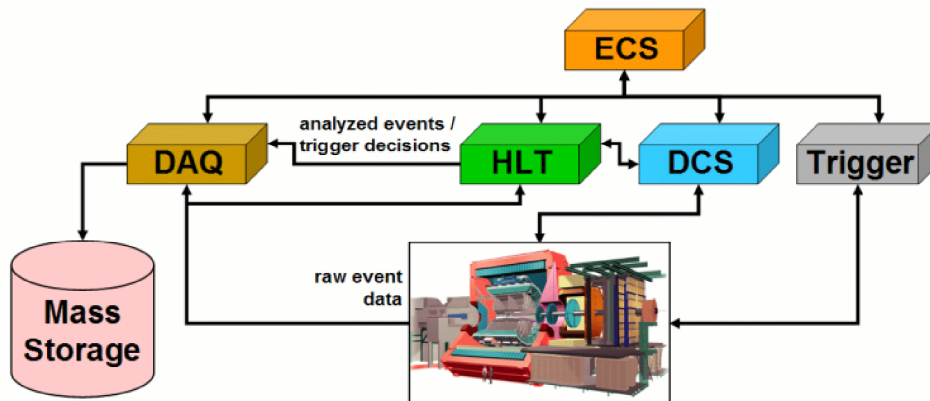 ECS
analyzed events /
trigger decisions
DAQ
HLT
DCS
Trigger
raw event
data
Mass
Storage